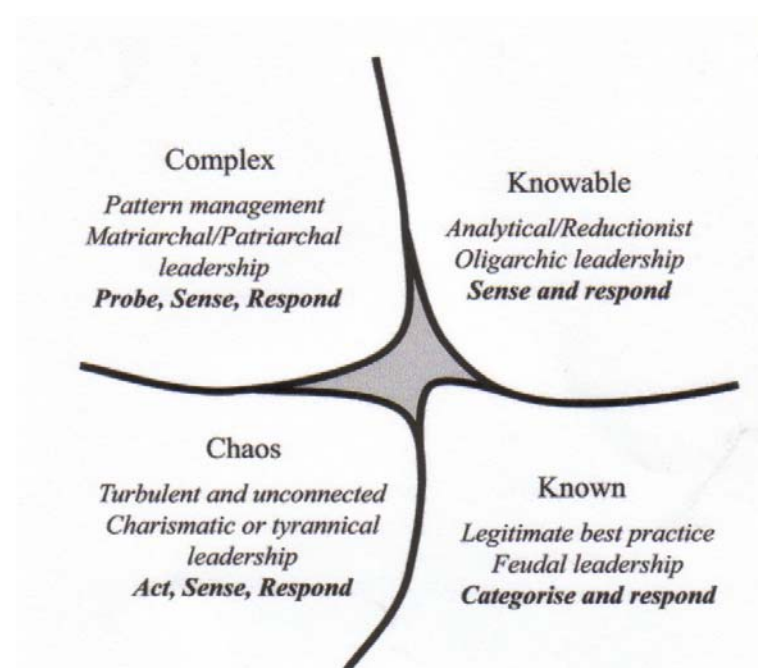 Complex
Pattern management
Matriarchal/Patriarchal
leadership
Probe, Sense, Respond
Knowable
Analytical/Reductionist
Oligarchic leadership
Sense and respond
Chaos
Turbulent and unconnected
Charismatic or tyrannical
leadership
Act, Sense, Respond
Known
Legitimate best practice
Feudal leadership
Categorise and respond